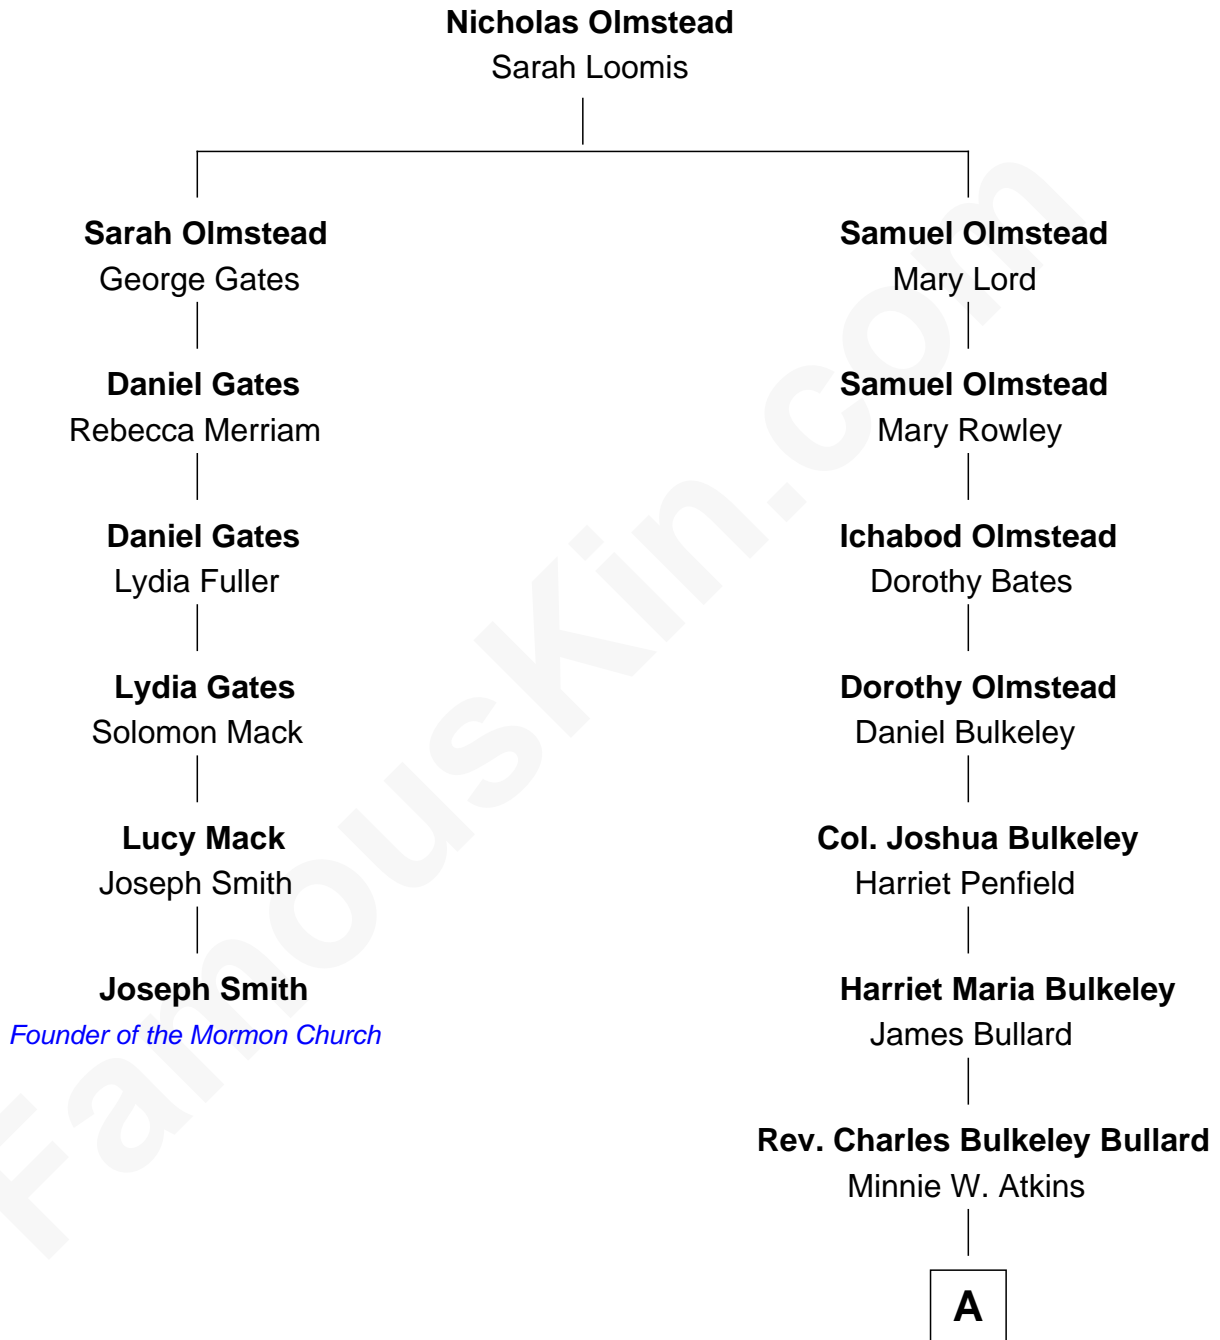 Nicholas Olmstead
Sarah Loomis
Sarah Olmstead
George Gates
Daniel Gates
Rebecca Merriam
Daniel Gates
Lydia Fuller
Lydia Gates
Solomon Mack
Lucy Mack
Joseph Smith
Joseph Smith
Founder of the Mormon Church
Samuel Olmstead
Mary Lord
Samuel Olmstead
Mary Rowley
Ichabod Olmstead
Dorothy Bates
Dorothy Olmstead
Daniel Bulkeley
Col. Joshua Bulkeley
Harriet Penfield
Harriet Maria Bulkeley
James Bullard
Rev. Charles Bulkeley Bullard
Minnie W. Atkins
A
FamousKin.com